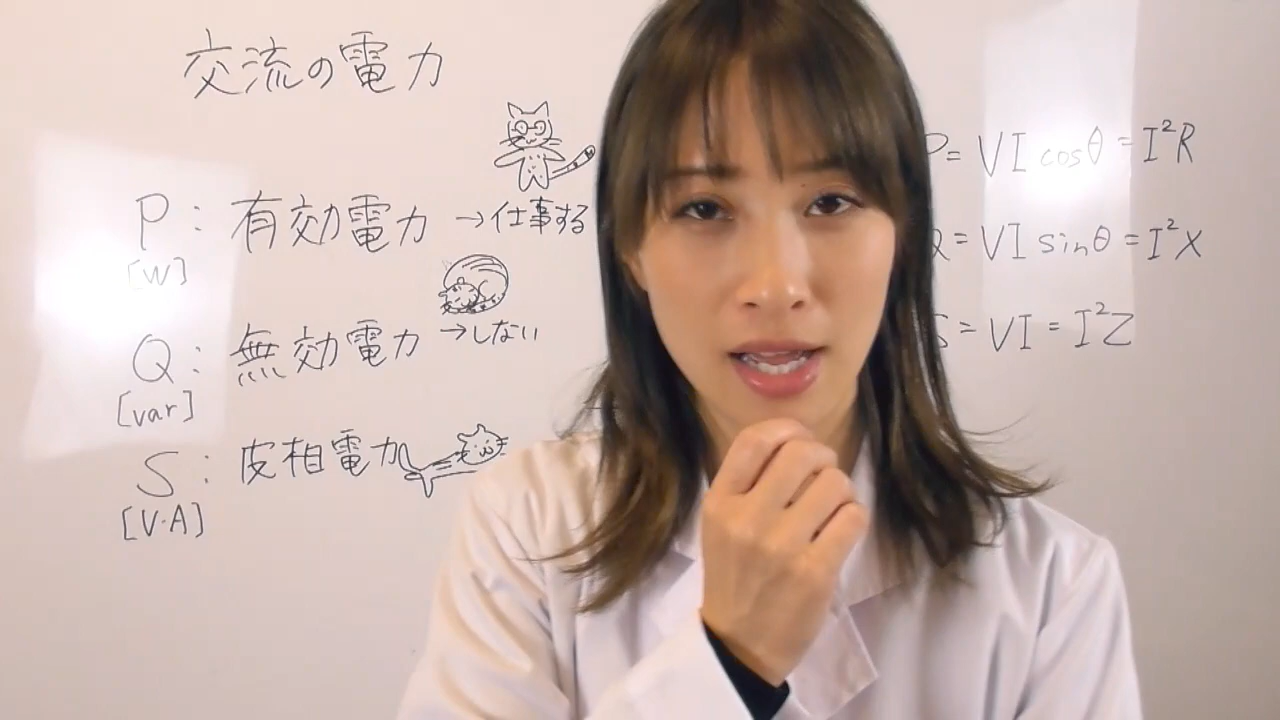 交流の電力
P: 有効電力 →仕事する
[W]
Q: 無効電力 →しない
[var]
S: 皮相電力
[V·A]
P= VI cosθ = I²R
= VI sinθ = I²X
S = VI = I²Z